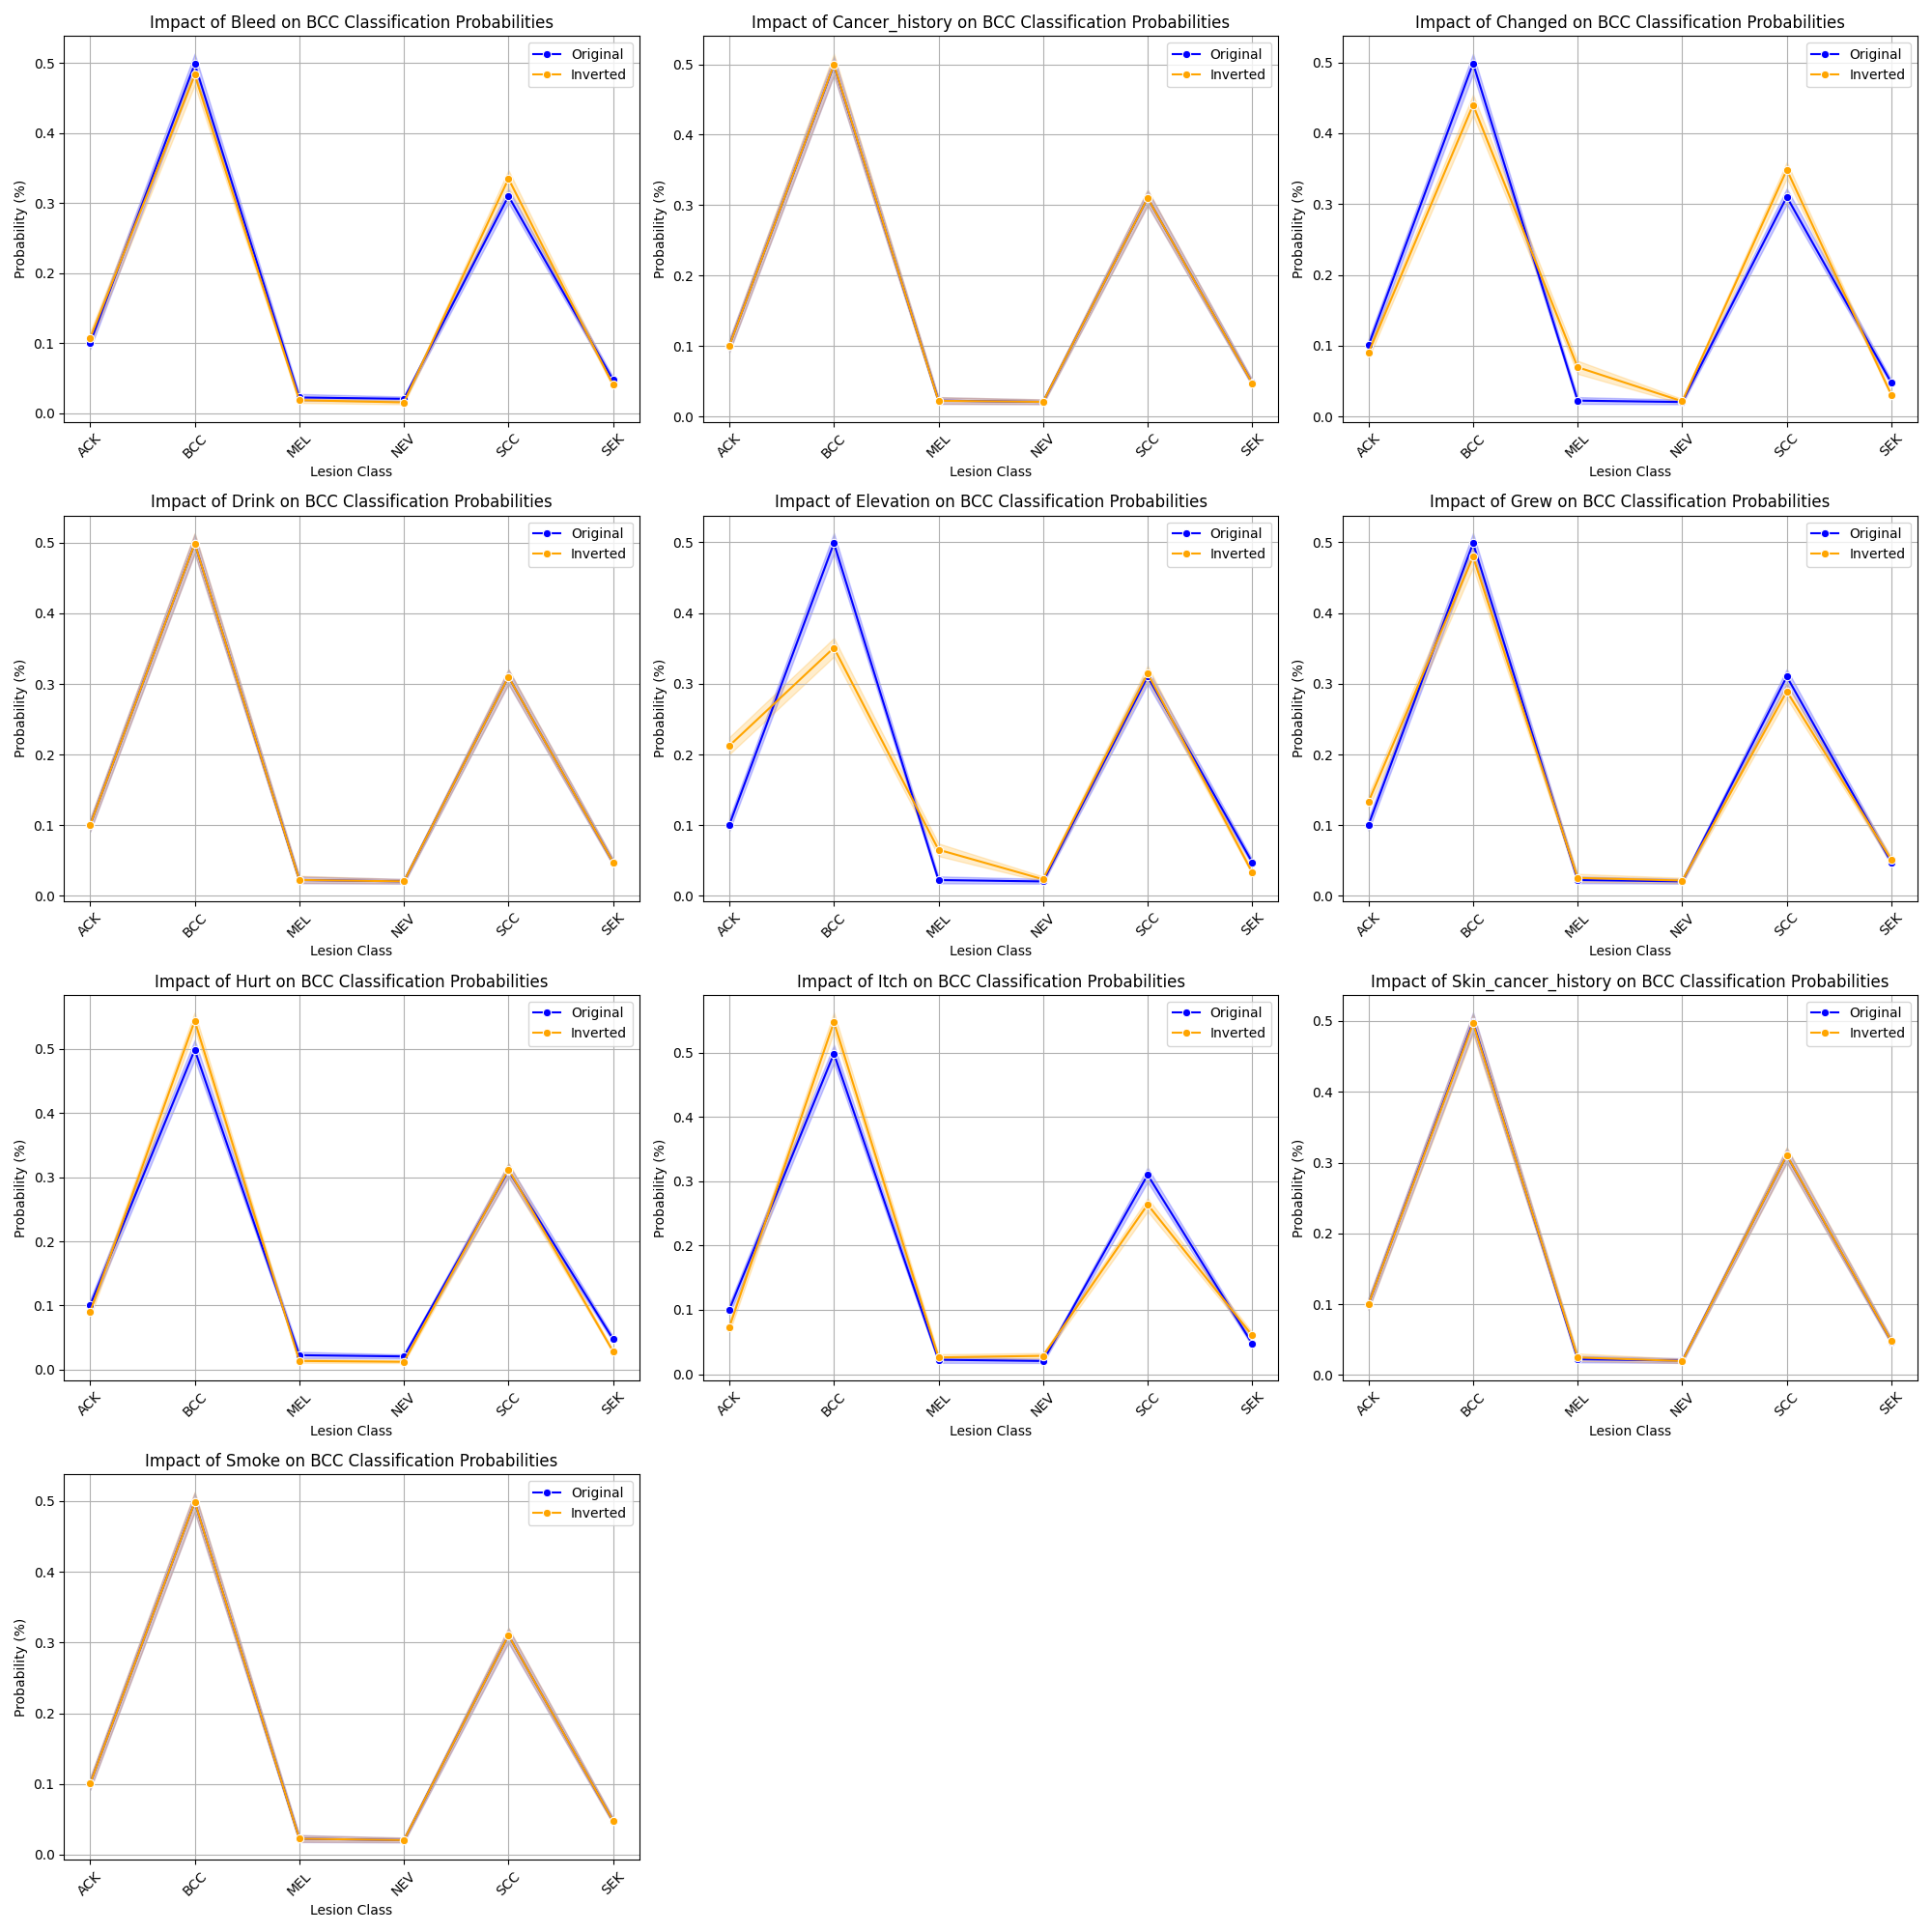 Impact of Bleed on BCC Classification Probabilities
Original
Inverted
Probability (%)
0.5
0.4
0.3
0.2
0.1
0.0
ACK
BCC
MEL
NEV
SCC
SEK
Lesion Class
Impact of Cancer_history on BCC Classification Probabilities
Original
Inverted
Probability (%)
0.5
0.4
0.3
0.2
0.1
0.0
ACK
BCC
MEL
NEV
SCC
SEK
Lesion Class
Impact of Changed on BCC Classification Probabilities
Original
Inverted
Probability (%)
0.5
0.4
0.3
0.2
0.1
0.0
ACK
BCC
MEL
NEV
SCC
SEK
Lesion Class
Impact of Drink on BCC Classification Probabilities
Original
Inverted
Probability (%)
0.5
0.4
0.3
0.2
0.1
0.0
ACK
BCC
MEL
NEV
SCC
SEK
Lesion Class
Impact of Elevation on BCC Classification Probabilities
Original
Inverted
Probability (%)
0.5
0.4
0.3
0.2
0.1
0.0
ACK
BCC
MEL
NEV
SCC
SEK
Lesion Class
Impact of Grew on BCC Classification Probabilities
Original
Inverted
Probability (%)
0.5
0.4
0.3
0.2
0.1
0.0
ACK
BCC
MEL
NEV
SCC
SEK
Lesion Class
Impact of Hurt on BCC Classification Probabilities
Original
Inverted
Probability (%)
0.5
0.4
0.3
0.2
0.1
0.0
ACK
BCC
MEL
NEV
SCC
SEK
Lesion Class
Impact of Itch on BCC Classification Probabilities
Original
Inverted
Probability (%)
0.5
0.4
0.3
0.2
0.1
0.0
ACK
BCC
MEL
NEV
SCC
SEK
Lesion Class
Impact of Skin_cancer_history on BCC Classification Probabilities
Original
Inverted
Probability (%)
0.5
0.4
0.3
0.2
0.1
0.0
ACK
BCC
MEL
NEV
SCC
SEK
Lesion Class
Impact of Smoke on BCC Classification Probabilities
Original
Inverted
Probability (%)
0.5
0.4
0.3
0.2
0.1
0.0
ACK
BCC
MEL
NEV
SCC
SEK
Lesion Class